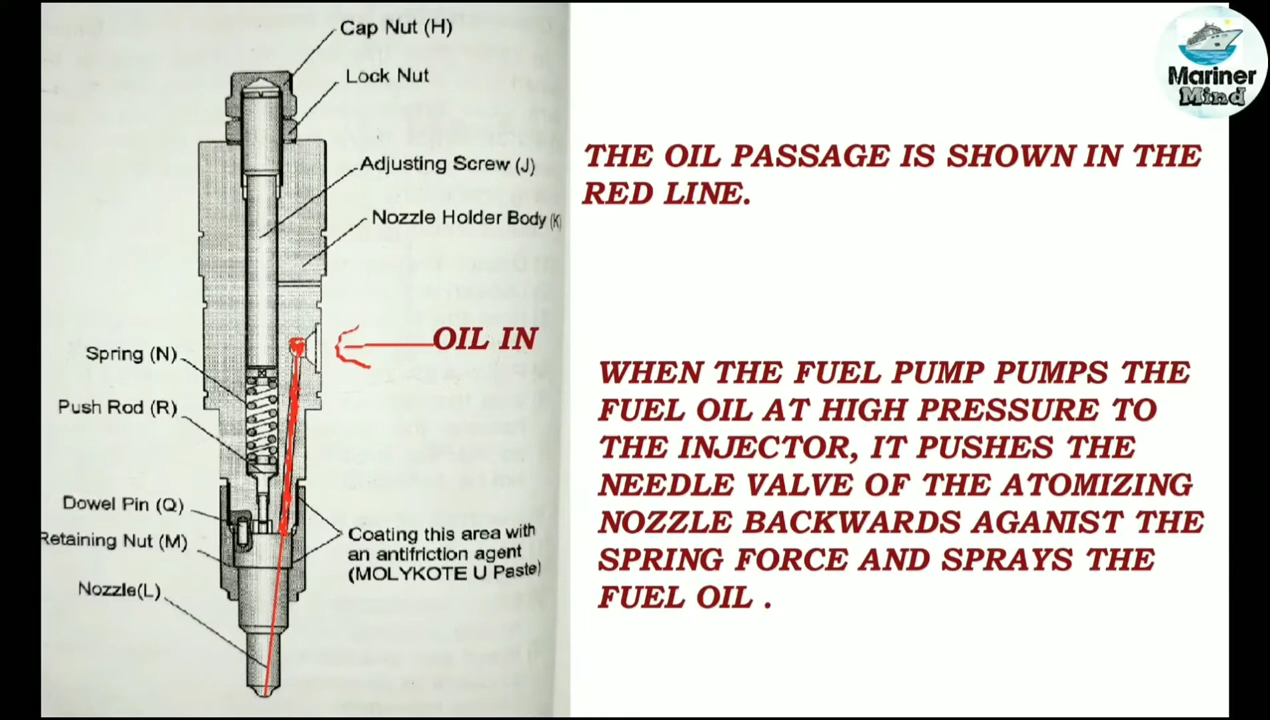 Cap Nut (H)
Lock Nut
Adjusting Screw (J)
Nozzle Holder Body (K)
OIL IN
Spring (N)
Push Rod (R)
Dowel Pin (Q)
Retaining Nut (M)
Nozzle(L)
Coating this area with
an antifriction agent
(MOLYKOTE U Paste)
Mariner
Mind
THE OIL PASSAGE IS SHOWN IN THE
RED LINE.
WHEN THE FUEL PUMP PUMPS THE
FUEL OIL AT HIGH PRESSURE TO
THE INJECTOR, IT PUSHES THE
NEEDLE VALVE OF THE ATOMIZING
NOZZLE BACKWARDS AGANIST THE
SPRING FORCE AND SPRAYS THE
FUEL OIL .